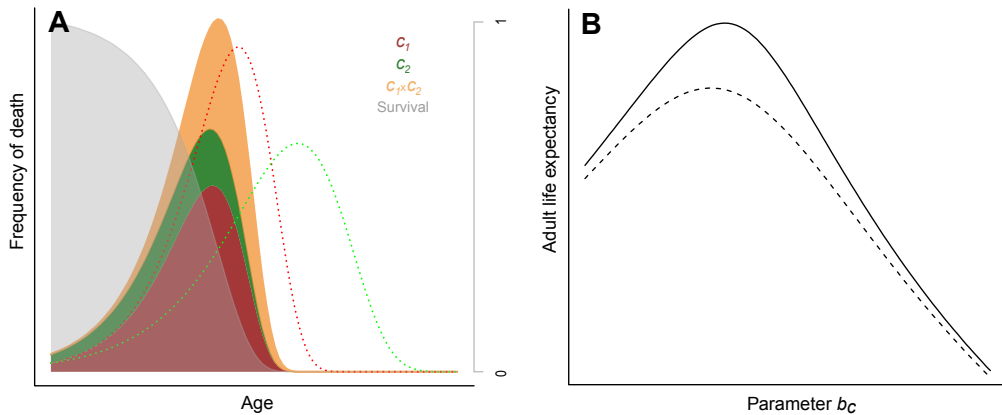 A
Frequency of death
c1
c2
c1×c2
Survival
1
0
Age
B
Adult life expectancy
Parameter bc